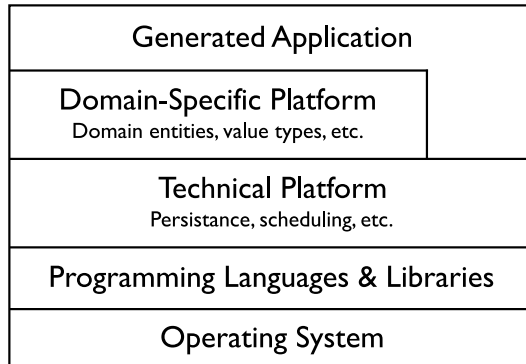 Generated Application
Domain-Specific Platform
Domain entities, value types, etc.
Technical Platform
Persistance, scheduling, etc.
Programming Languages & Libraries
Operating System